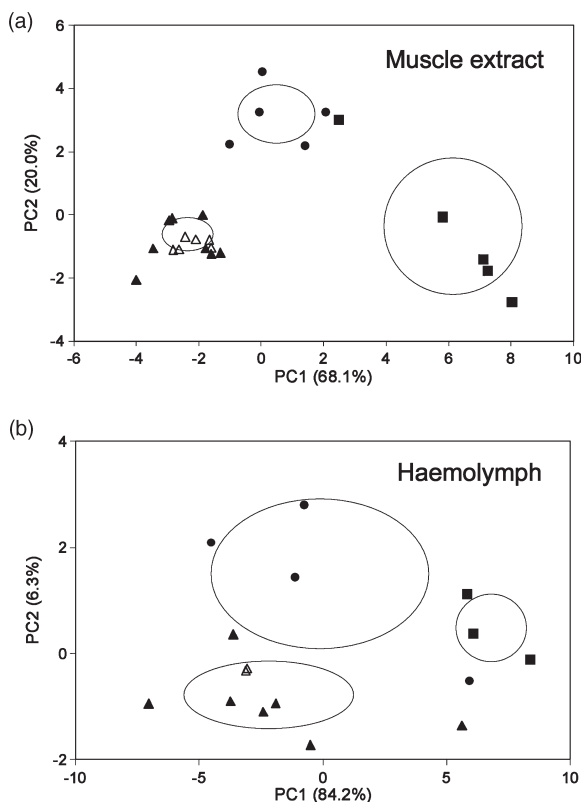 (a)
Muscle extract
6
4
2
0
-2
-4
PC2 (20.0%)
-6 -4 -2 0 2 4 6 8 10
PC1 (68.1%)
(b)
Haemolymph
4
2
0
-2
PC2 (6.3%)
-10 -5 0 5 10
PC1 (84.2%)